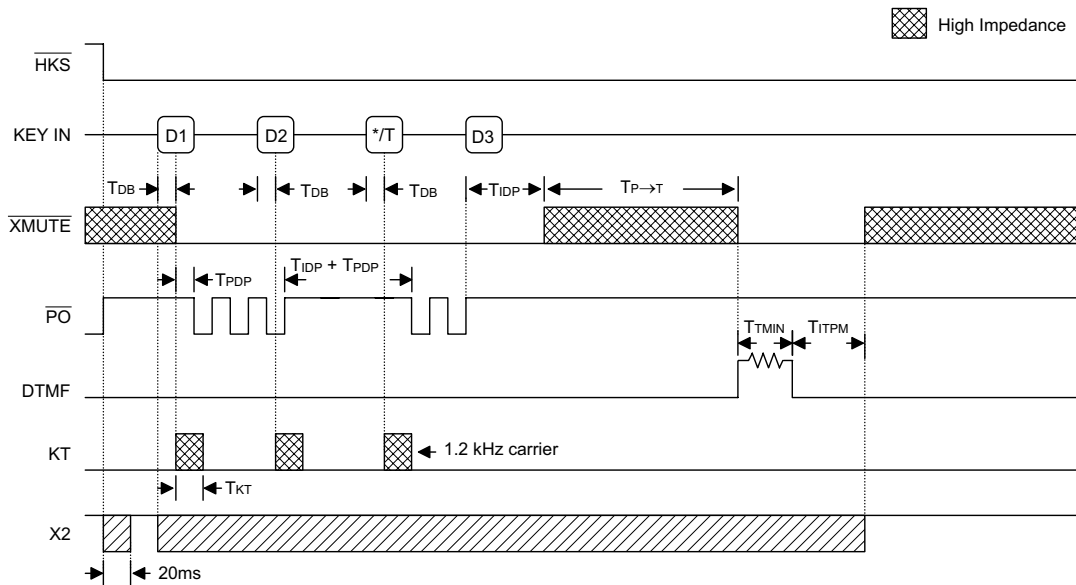 High Impedance
HKS
KEY IN D1 D2 */T D3
TDB TDB TDB TIDP TP→T
XMUTE
TPDP TIDP + TPDP
PO
TTMIN TITPM
DTMF
KT 1.2 kHz carrier
TKT
X2
20ms